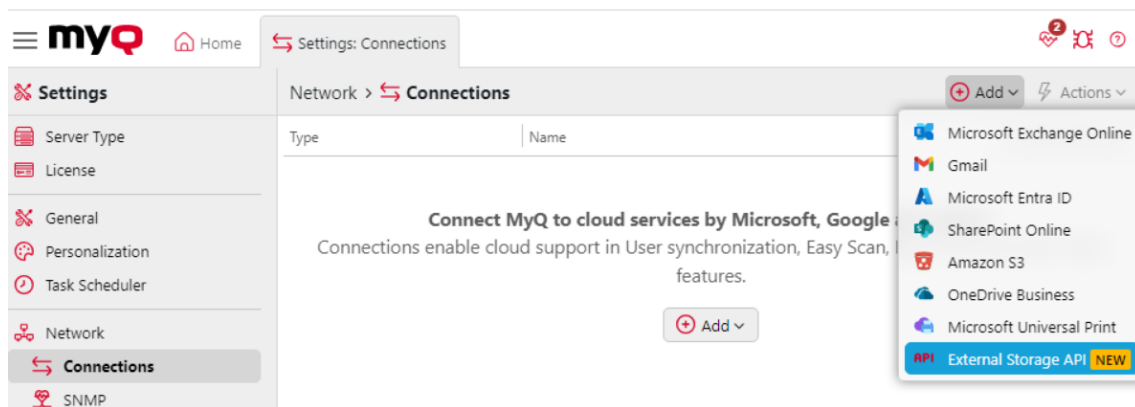 myQ
Home
Settings: Connections
2
Settings
Network > Connections
Add
Actions
Server Type
License
General
Personalization
Task Scheduler
Network
Connections
SNMP
Type
Name
Connect MyQ to cloud services by Microsoft, Google
Connections enable cloud support in User synchronization, Easy Scan,
features.
Add
Microsoft Exchange Online
Gmail
Microsoft Entra ID
SharePoint Online
Amazon S3
OneDrive Business
Microsoft Universal Print
API External Storage API NEW